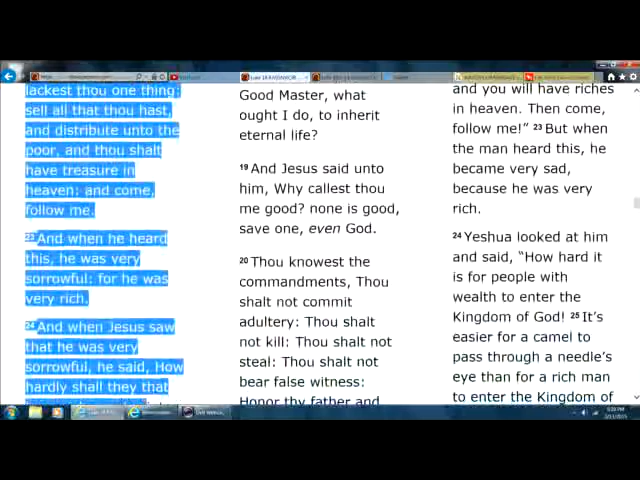 lackest thou one thing:
sell all that thou hast,
and distribute unto the
poor, and thou shalt
have treasure in
heaven: and come,
follow me.
23 And when he heard
this, he was very
sorrowful: for he was
very rich.
24 And when Jesus saw
that he was very
sorrowful, he said, How
hardly shall they that
Good Master, what
ought I do, to inherit
eternal life?
19 And Jesus said unto
him, Why callest thou
me good? none is good,
save one, even God.
20 Thou knowest the
commandments, Thou
shalt not commit
adultery: Thou shalt
not kill: Thou shalt not
steal: Thou shalt not
bear false witness:
Honor thy father and
and you will have riches
in heaven. Then come,
follow me!” 23 But when
the man heard this, he
became very sad,
because he was very
rich.
24 Yeshua looked at him
and said, “How hard it
is for people with
wealth to enter the
Kingdom of God! 25 It’s
easier for a camel to
pass through a needle’s
eye than for a rich man
to enter the Kingdom of